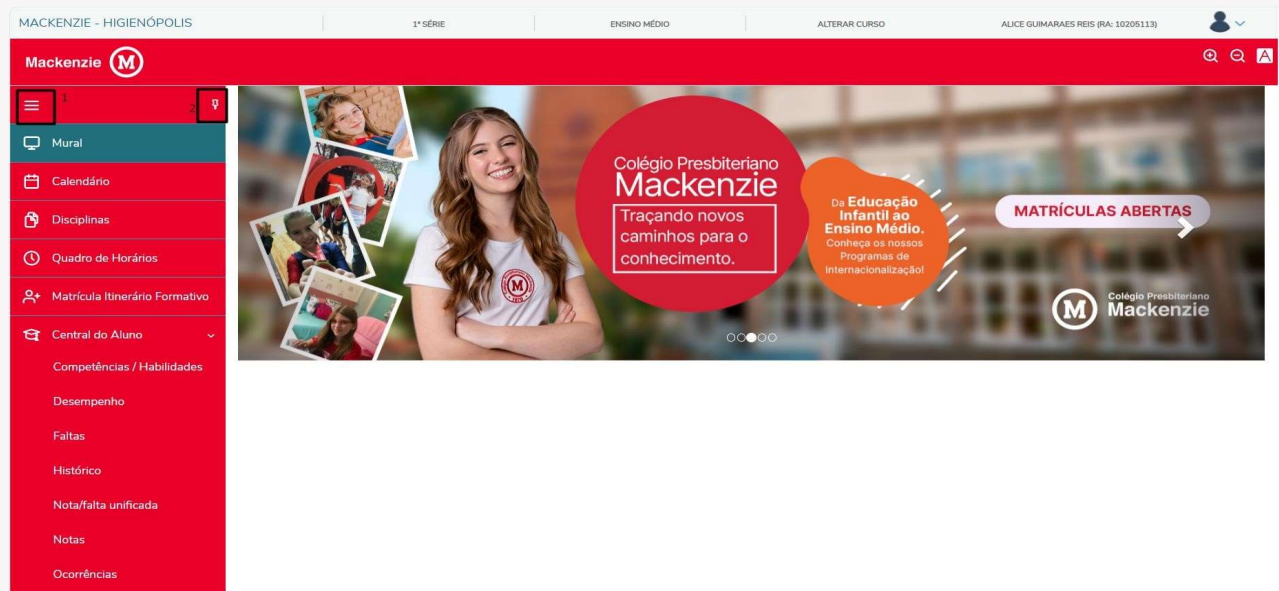 MACKENZIE - HIGIENÓPOLIS
1ª SÉRIE
ENSINO MÉDIO
ALTERAR CURSO
ALICE GUIMARAES REIS (RA: 10205113)
Mackenzie M
A
1
2
Mural
Calendário
Disciplinas
Quadro de Horários
Matrícula Itinerário Formativo
Central do Aluno
Competências / Habilidades
Desempenho
Faltas
Histórico
Nota/falta unificada
Notas
Ocorrências
M
Colégio Presbiteriano
Mackenzie
Traçando novos
caminhos para o
conhecimento.
Da Educação
Infantil ao
Ensino Médio.
Conheça os nossos
Programas de
Internacionalização!
MATRÍCULAS ABERTAS
M
Colégio Presbiteriano
Mackenzie